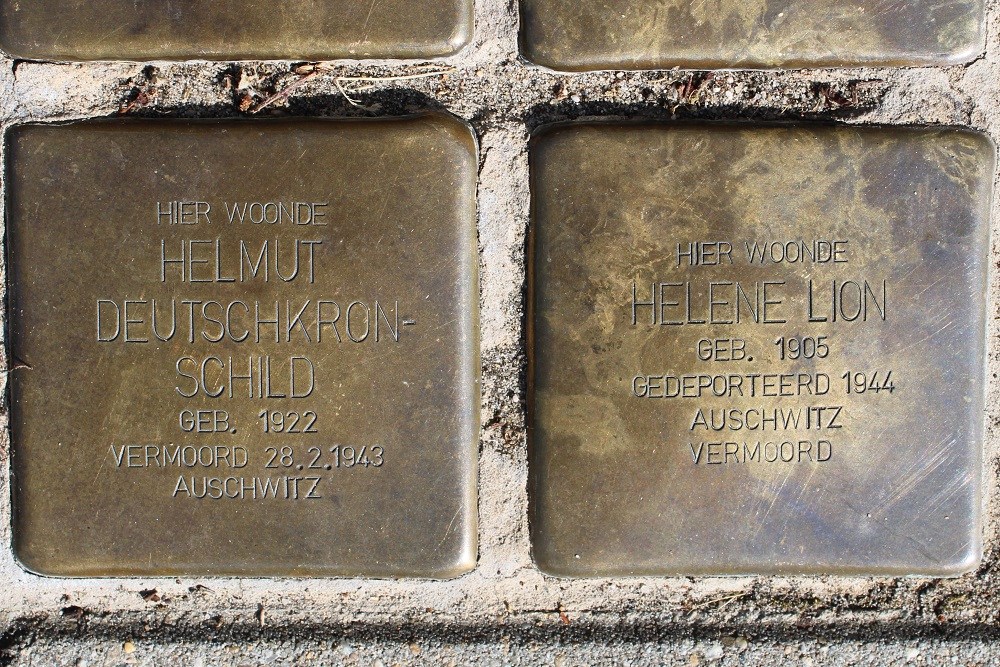 HIER WOONDE
HELMUT
DEUTSCHKRON-
SCHILD
GEB. 1922
VERMOORD 28.2.1943
AUSCHWITZ
HIER WOONDE
HELENE LION
GEB. 1905
GEDEPORTEERD 1944
AUSCHWITZ
VERMOORD